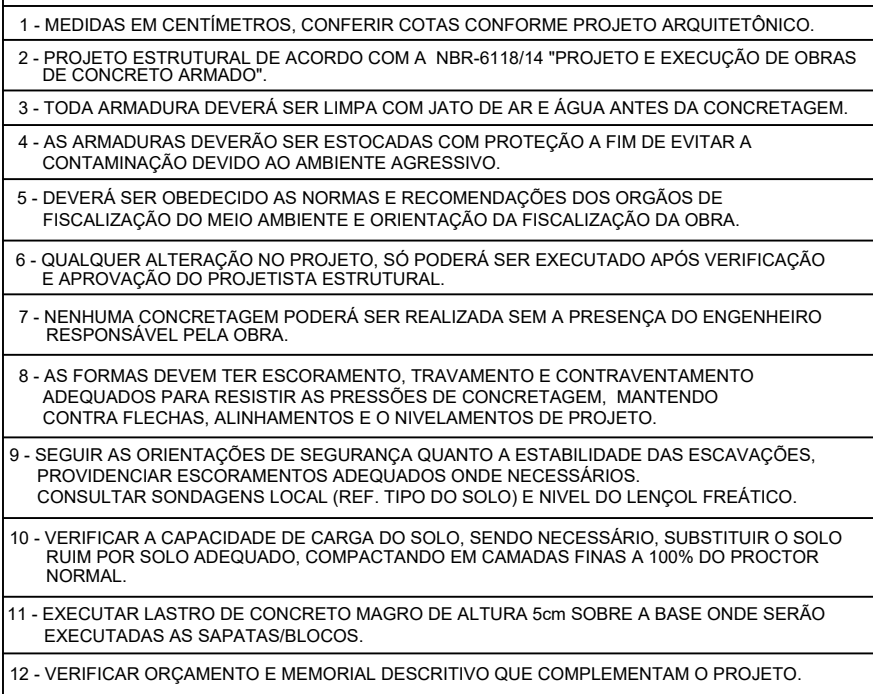 1 - MEDIDAS EM CENTÍMETROS, CONFERIR COTAS CONFORME PROJETO ARQUITETÔNICO.
2 - PROJETO ESTRUTURAL DE ACORDO COM A NBR-6118/14 "PROJETO E EXECUÇÃO DE OBRAS
DE CONCRETO ARMADO".
3 - TODA ARMADURA DEVERÁ SER LIMPA COM JATO DE AR E ÁGUA ANTES DA CONCRETAGEM.
4 - AS ARMADURAS DEVERÃO SER ESTOCADAS COM PROTEÇÃO A FIM DE EVITAR A
CONTAMINAÇÃO DEVIDO AO AMBIENTE AGRESSIVO.
5 - DEVERÁ SER OBEDECIDO AS NORMAS E RECOMENDAÇÕES DOS ORGÃOS DE
FISCALIZAÇÃO DO MEIO AMBIENTE E ORIENTAÇÃO DA FISCALIZAÇÃO DA OBRA.
6 - QUALQUER ALTERAÇÃO NO PROJETO, SÓ PODERÁ SER EXECUTADO APÓS VERIFICAÇÃO
E APROVAÇÃO DO PROJETISTA ESTRUTURAL.
7 - NENHUMA CONCRETAGEM PODERÁ SER REALIZADA SEM A PRESENÇA DO ENGENHEIRO
RESPONSÁVEL PELA OBRA.
8 - AS FORMAS DEVEM TER ESCORAMENTO, TRAVAMENTO E CONTRAVENTAMENTO
ADEQUADOS PARA RESISTIR AS PRESSÕES DE CONCRETAGEM, MANTENDO
CONTRA FLECHAS, ALINHAMENTOS E O NIVELAMENTOS DE PROJETO.
9 - SEGUIR AS ORIENTAÇÕES DE SEGURANÇA QUANTO A ESTABILIDADE DAS ESCAVAÇÕES,
PROVIDENCIAR ESCORAMENTOS ADEQUADOS ONDE NECESSÁRIOS.
CONSULTAR SONDAGENS LOCAL (REF. TIPO DO SOLO) E NIVEL DO LENÇOL FREÁTICO.
10 - VERIFICAR A CAPACIDADE DE CARGA DO SOLO, SENDO NECESSÁRIO, SUBSTITUIR O SOLO
RUIM POR SOLO ADEQUADO, COMPACTANDO EM CAMADAS FINAS A 100% DO PROCTOR
NORMAL.
11 - EXECUTAR LASTRO DE CONCRETO MAGRO DE ALTURA 5cm SOBRE A BASE ONDE SERÃO
EXECUTADAS AS SAPATAS/BLOCOS.
12 - VERIFICAR ORÇAMENTO E MEMORIAL DESCRITIVO QUE COMPLEMENTAM O PROJETO.